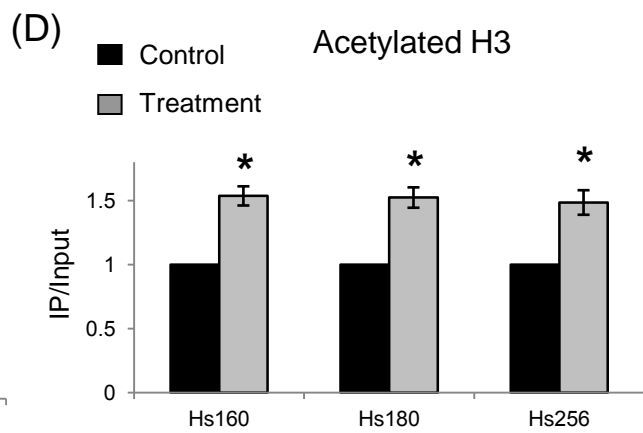 (D)
Acetylated H3
Control
Treatment
* * *
IP/Input
1.5
1
0.5
0
Hs160 Hs180 Hs256